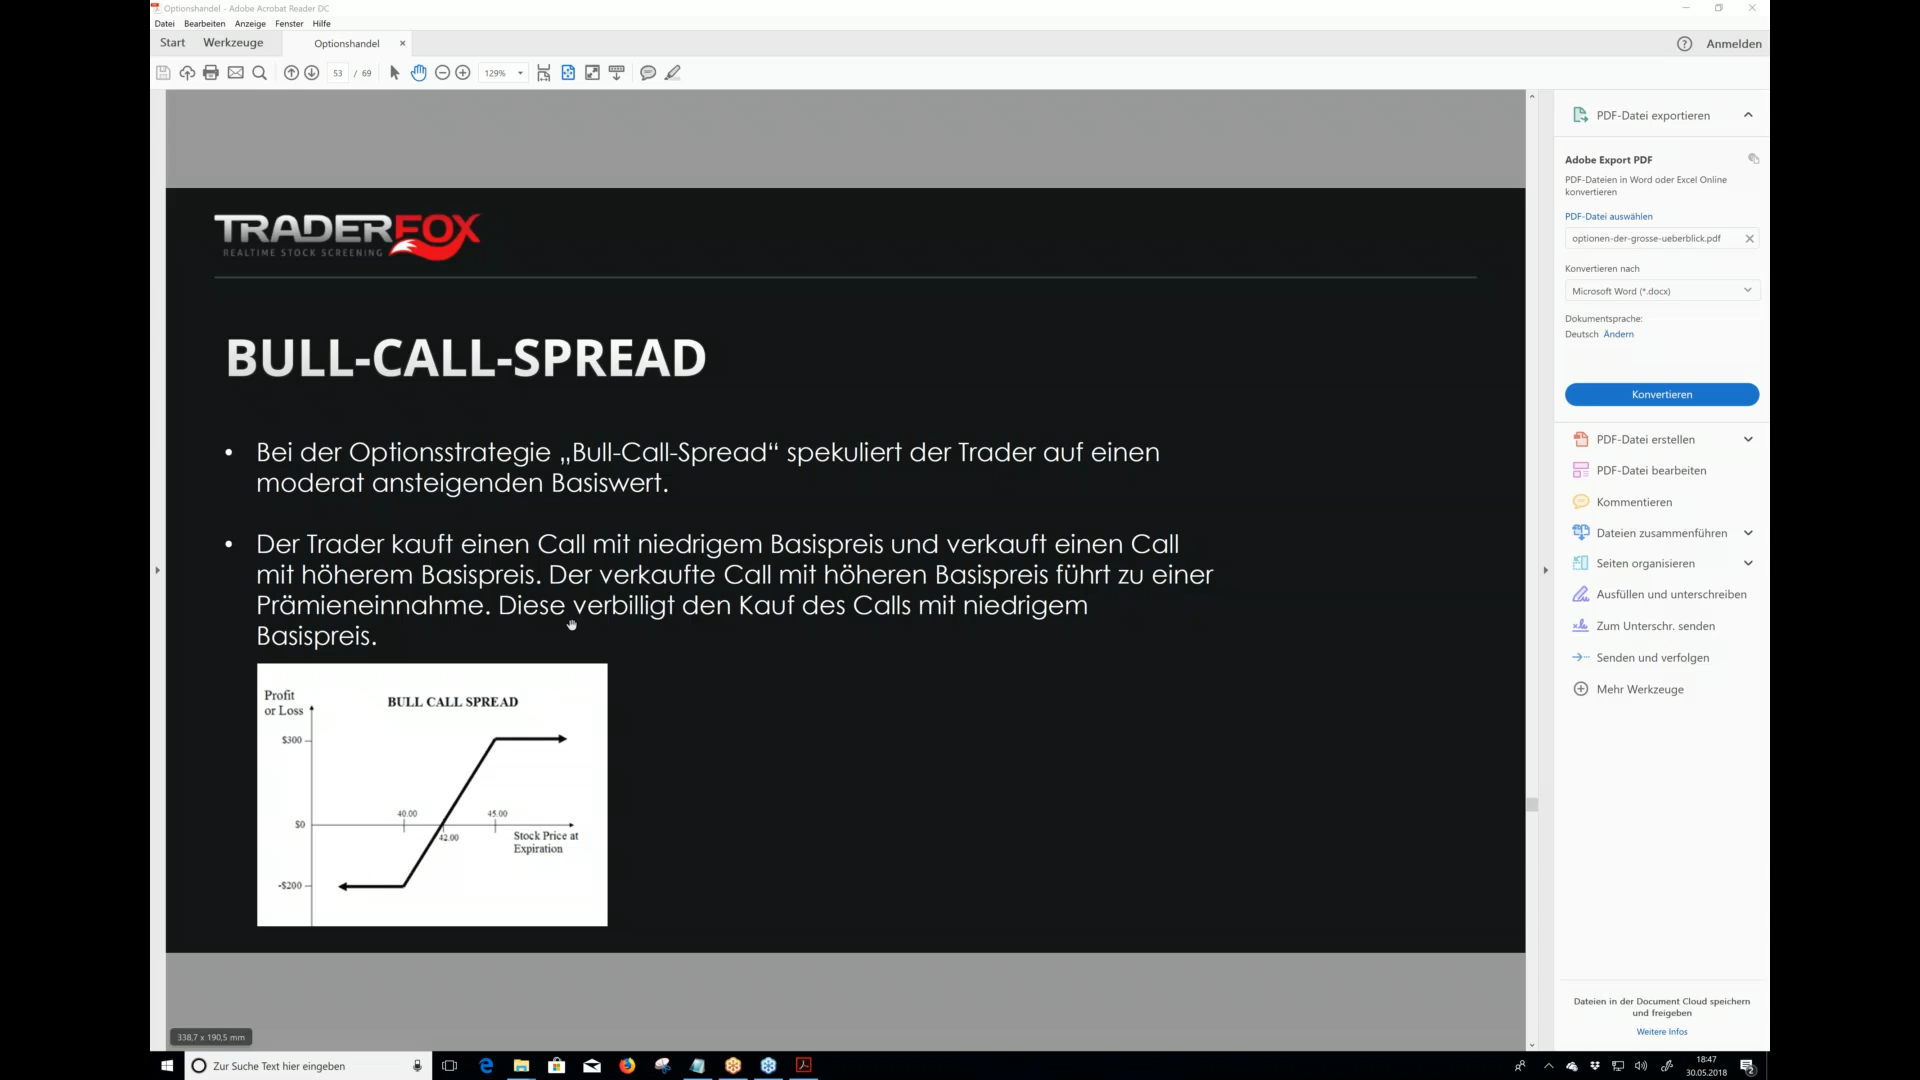 Optionshandel - Adobe Acrobat Reader DC
Datei Bearbeiten Anzeige Fenster Hilfe
Start Werkzeuge Optionshandel × Anmelden
53 / 69 129%
TRADERFOX
REALTIME STOCK SCREENING
BULL-CALL-SPREAD
• Bei der Optionsstrategie „Bull-Call-Spread“ spekuliert der Trader auf einen
moderat ansteigenden Basiswert.
• Der Trader kauft einen Call mit niedrigem Basispreis und verkauft einen Call
mit höherem Basispreis. Der verkaufte Call mit höheren Basispreis führt zu einer
Prämieneinnahme. Diese verbilligt den Kauf des Calls mit niedrigem
Basispreis.
Profit
or Loss
BULL CALL SPREAD
$300
40.00 45.00
$0
42.00
Stock Price at
Expiration
-$200
338,7 x 190,5 mm
PDF-Datei exportieren
Adobe Export PDF
PDF-Dateien in Word oder Excel Online
konvertieren
PDF-Datei auswählen
optionen-der-grosse-ueberblick.pdf
Konvertieren nach
Microsoft Word (*.docx)
Dokumentsprache:
Deutsch Ändern
Konvertieren
PDF-Datei erstellen
PDF-Datei bearbeiten
Kommentieren
Dateien zusammenführen
Seiten organisieren
Ausfüllen und unterschreiben
Zum Unterschr. senden
Senden und verfolgen
Mehr Werkzeuge
Dateien in der Document Cloud speichern
und freigeben
Weitere Infos
Zur Suche Text hier eingeben
18:47
30.05.2018
2